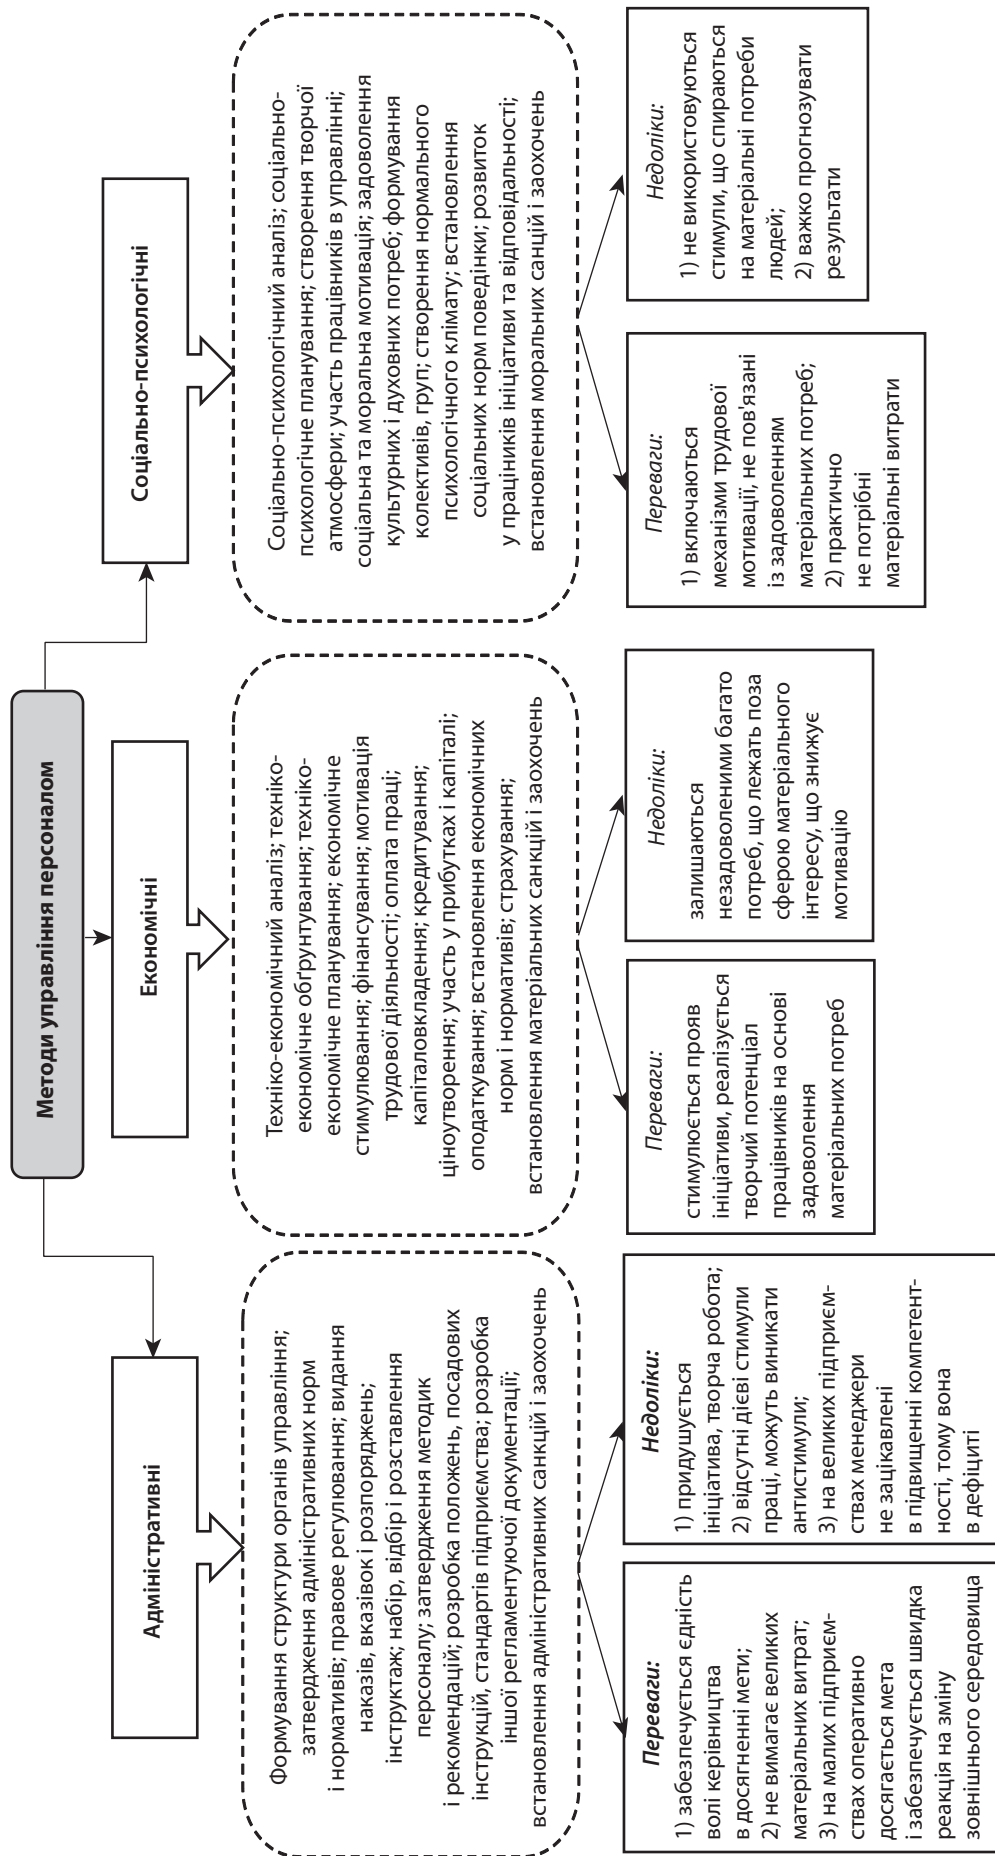 Методи управління персоналом
Адміністративні
Формування структури органів управління;
затвердження адміністративних норм
і нормативів; правове регулювання; видання
наказів, вказівок і розпоряджень;
інструктаж; набір, відбір і розставлення
персоналу; затвердження методик
і рекомендацій; розробка положень, посадових
інструкцій, стандартів підприємства; розробка
іншої регламентуючої документації;
встановлення адміністративних санкцій і заохочень
Переваги:
1) забезпечується єдність
волі керівництва
в досягненні мети;
2) не вимагає великих
матеріальних витрат;
3) на малих підприєм-
ствах оперативно
досягається мета
і забезпечується швидка
реакція на зміну
зовнішнього середовища
Недоліки:
1) придушується
ініціатива, творча робота;
2) відсутні дієві стимули
праці, можуть виникати
антистимули;
3) на великих підприєм-
ствах менеджери
не зацікавлені
в підвищенні компетент-
ності, тому вона
в дефіциті
Економічні
Техніко-економічний аналіз; техніко-
економічне обґрунтування; техніко-
економічне планування; економічне
стимулювання; фінансування; мотивація
трудової діяльності; оплата праці;
капіталовкладення; кредитування;
ціноутворення; участь у прибутках і капіталі;
оподаткування; встановлення економічних
норм і нормативів; страхування;
встановлення матеріальних санкцій і заохочень
Переваги:
стимулюється прояв
ініціативи, реалізується
творчий потенціал
працівників на основі
задоволення
матеріальних потреб
Недоліки:
залишаються
незадоволеними багато
потреб, що лежать поза
сферою матеріального
інтересу, що знижує
мотивацію
Соціально-психологічні
Соціально-психологічний аналіз; соціально-
психологічне планування; створення творчої
атмосфери; участь працівників в управлінні;
соціальна та моральна мотивація; задоволення
культурних і духовних потреб; формування
колективів, груп; створення нормального
психологічного клімату; встановлення
соціальних норм поведінки; розвиток
у праціників ініціативи та відповідальності;
встановлення моральних санцій і заохочень
Переваги:
1) включаються
механізми трудової
мотивації, не пов'язані
із задоволенням
матеріальних потреб;
2) практично
не потрібні
матеріальні витрати
Недоліки:
1) не використовуються
стимули, що спираються
на матеріальні потреби
людей;
2) важко прогнозувати
результати